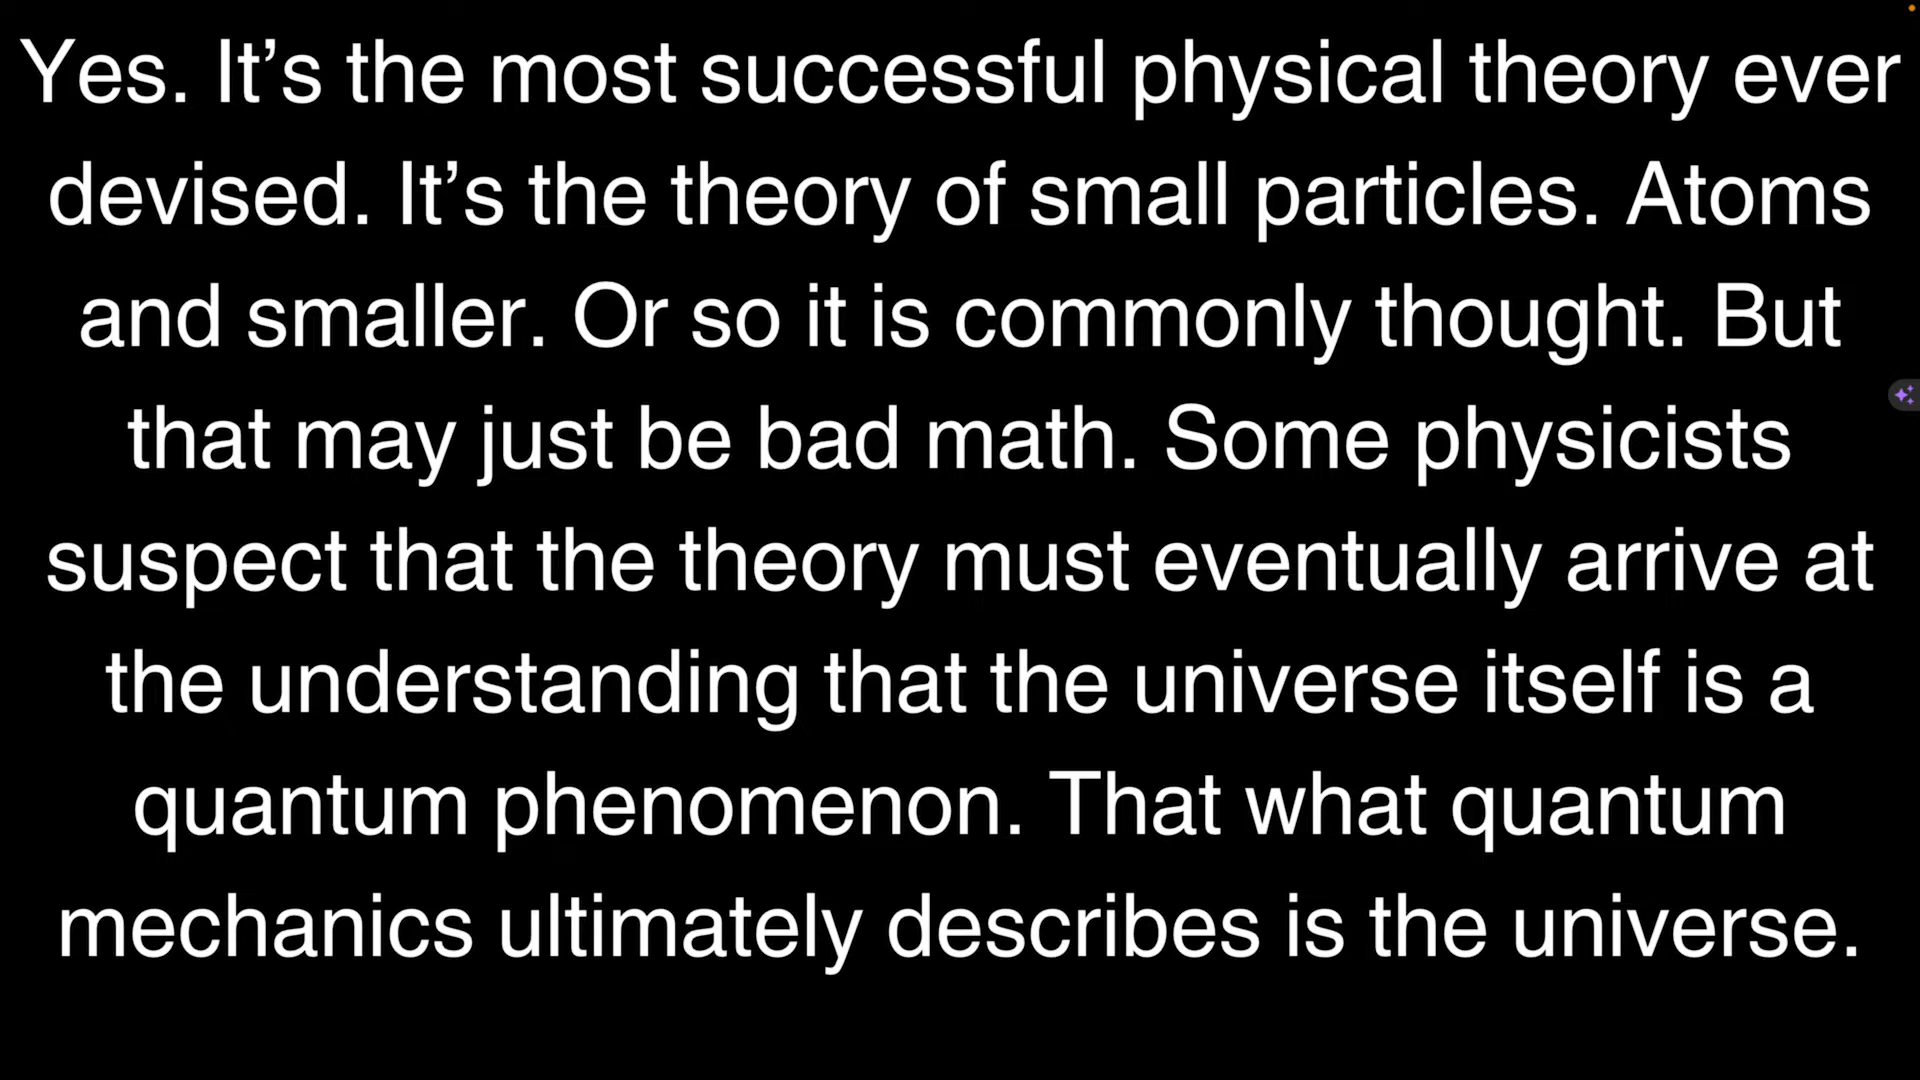 Yes. It’s the most successful physical theory ever
devised. It’s the theory of small particles. Atoms
and smaller. Or so it is commonly thought. But
that may just be bad math. Some physicists
suspect that the theory must eventually arrive at
the understanding that the universe itself is a
quantum phenomenon. That what quantum
mechanics ultimately describes is the universe.